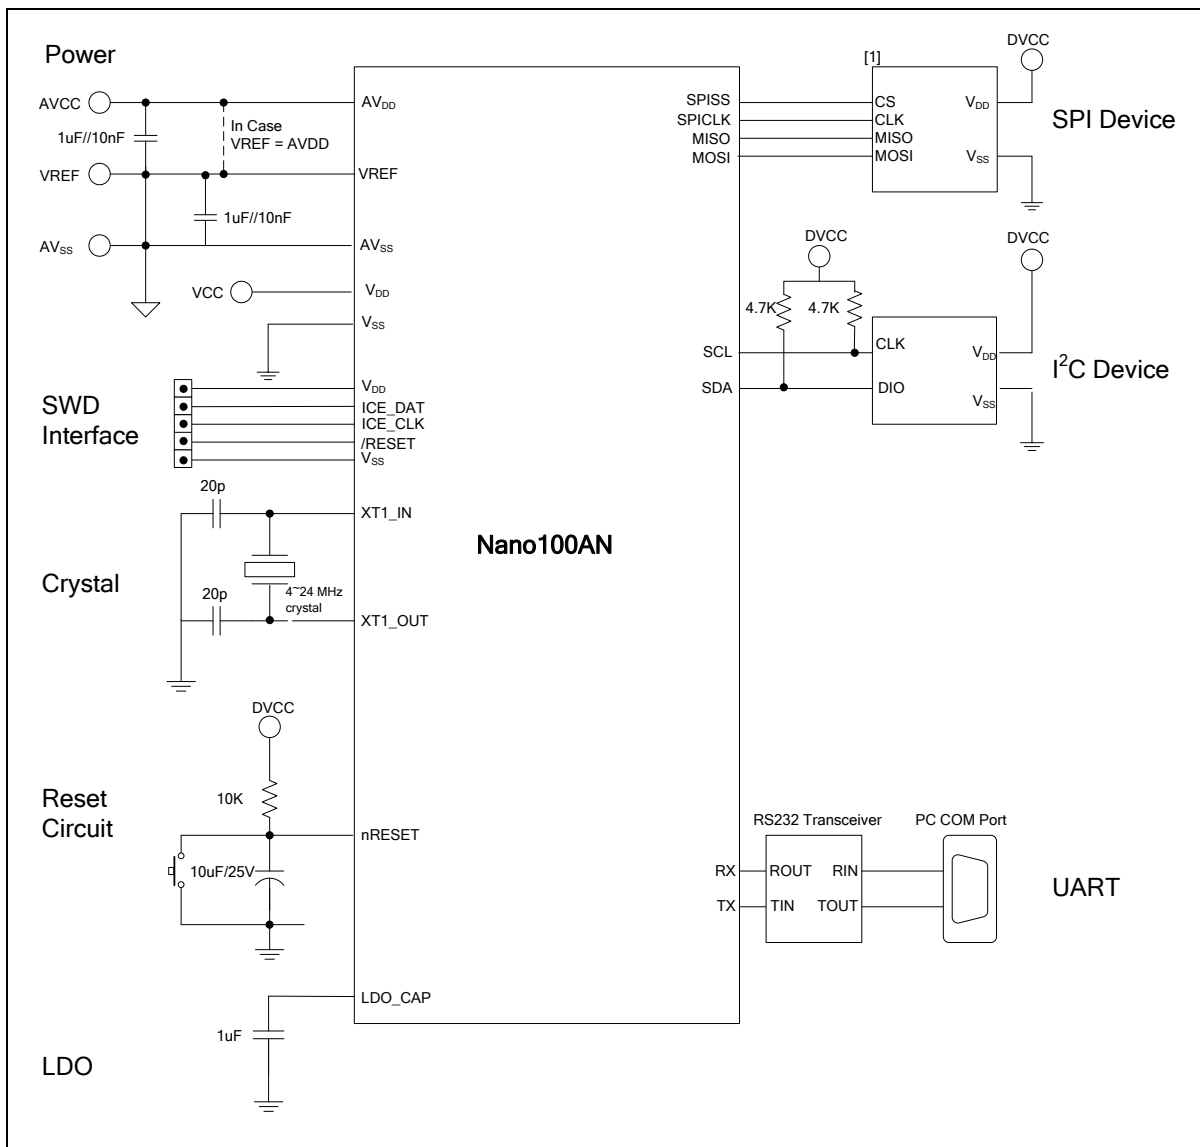 Power
AVCC
1uF//10nF
In Case
VREF = AVDD
AVDD
VREF
VREF
1uF//10nF
AVSS
AVSS
VCC
VDD
VSS
SWD
Interface
VDD
ICE_DAT
ICE_CLK
/RESET
VSS
20p
XT1_IN
Crystal
4~24 MHz
crystal
20p
XT1_OUT
DVCC
Reset
Circuit
10K
nRESET
10uF/25V
LDO_CAP
1uF
LDO
Nano100AN
[1]
DVCC
SPISS
SPICLK
MISO
MOSI
CS
CLK
MISO
MOSI
VDD
VSS
SPI Device
DVCC
DVCC
4.7K
4.7K
SCL
SDA
CLK
DIO
VDD
VSS
I2C Device
RS232 Transceiver
PC COM Port
RX
TX
ROUT
RIN
TIN
TOUT
UART